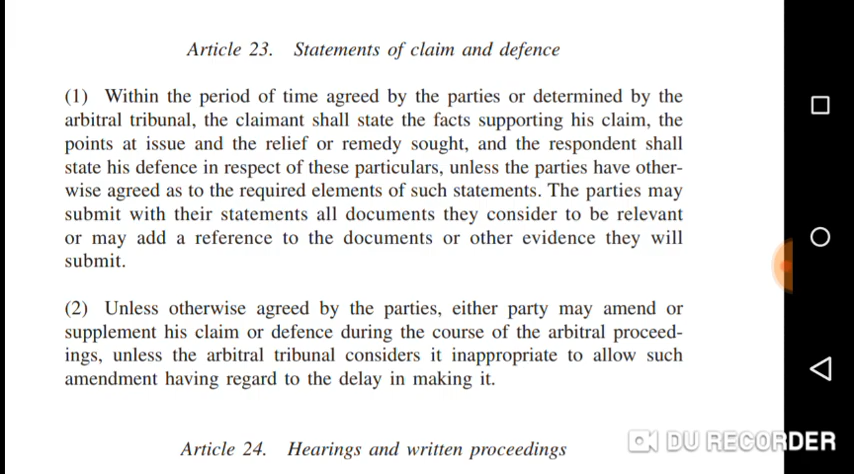 Article 23. Statements of claim and defence
(1) Within the period of time agreed by the parties or determined by the
arbitral tribunal, the claimant shall state the facts supporting his claim, the
points at issue and the relief or remedy sought, and the respondent shall
state his defence in respect of these particulars, unless the parties have other-
wise agreed as to the required elements of such statements. The parties may
submit with their statements all documents they consider to be relevant
or may add a reference to the documents or other evidence they will
submit.
(2) Unless otherwise agreed by the parties, either party may amend or
supplement his claim or defence during the course of the arbitral proceed-
ings, unless the arbitral tribunal considers it inappropriate to allow such
amendment having regard to the delay in making it.
Article 24. Hearings and written proceedings
DU RECORDER